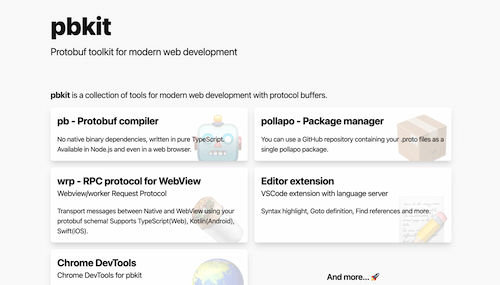 pbkit
Protobuf toolkit for modern web development
pbkit is a collection of tools for modern web development with protocol buffers.
pb - Protobuf compiler
No native binary dependencies, written in pure TypeScript.
Available in Node.js and even in a web browser.
pollapo - Package manager
You can use a GitHub repository containing your .proto files as a
single pollapo package.
wrp - RPC protocol for WebView
Webview/worker Request Protocol
Transport messages between Native and WebView using your
protobuf schema! Supports TypeScript(Web), Kotlin(Android),
Swift(iOS).
Editor extension
VSCode extension with language server
Syntax highlight, Goto definition, Find references and more.
Chrome DevTools
Chrome DevTools for pbkit
And more... 🚀